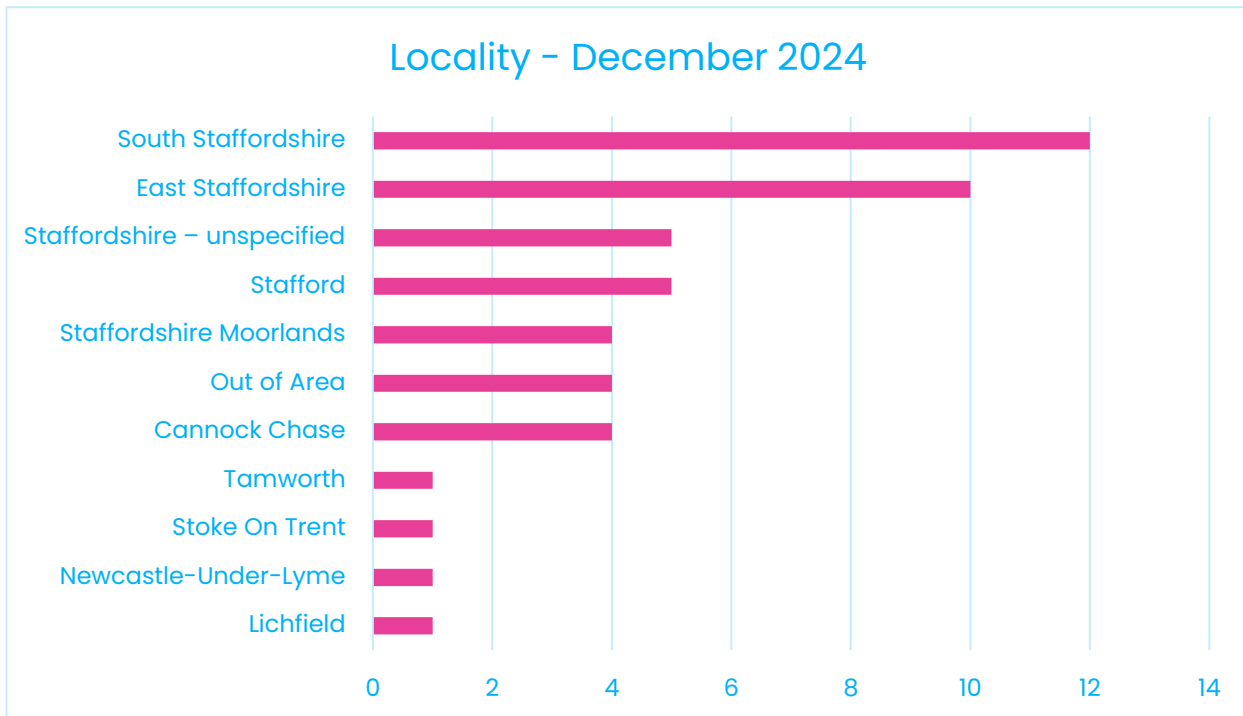 Locality - December 2024
South Staffordshire
East Staffordshire
Staffordshire – unspecified
Stafford
Staffordshire Moorlands
Out of Area
Cannock Chase
Tamworth
Stoke On Trent
Newcastle-Under-Lyme
Lichfield
0 2 4 6 8 10 12 14